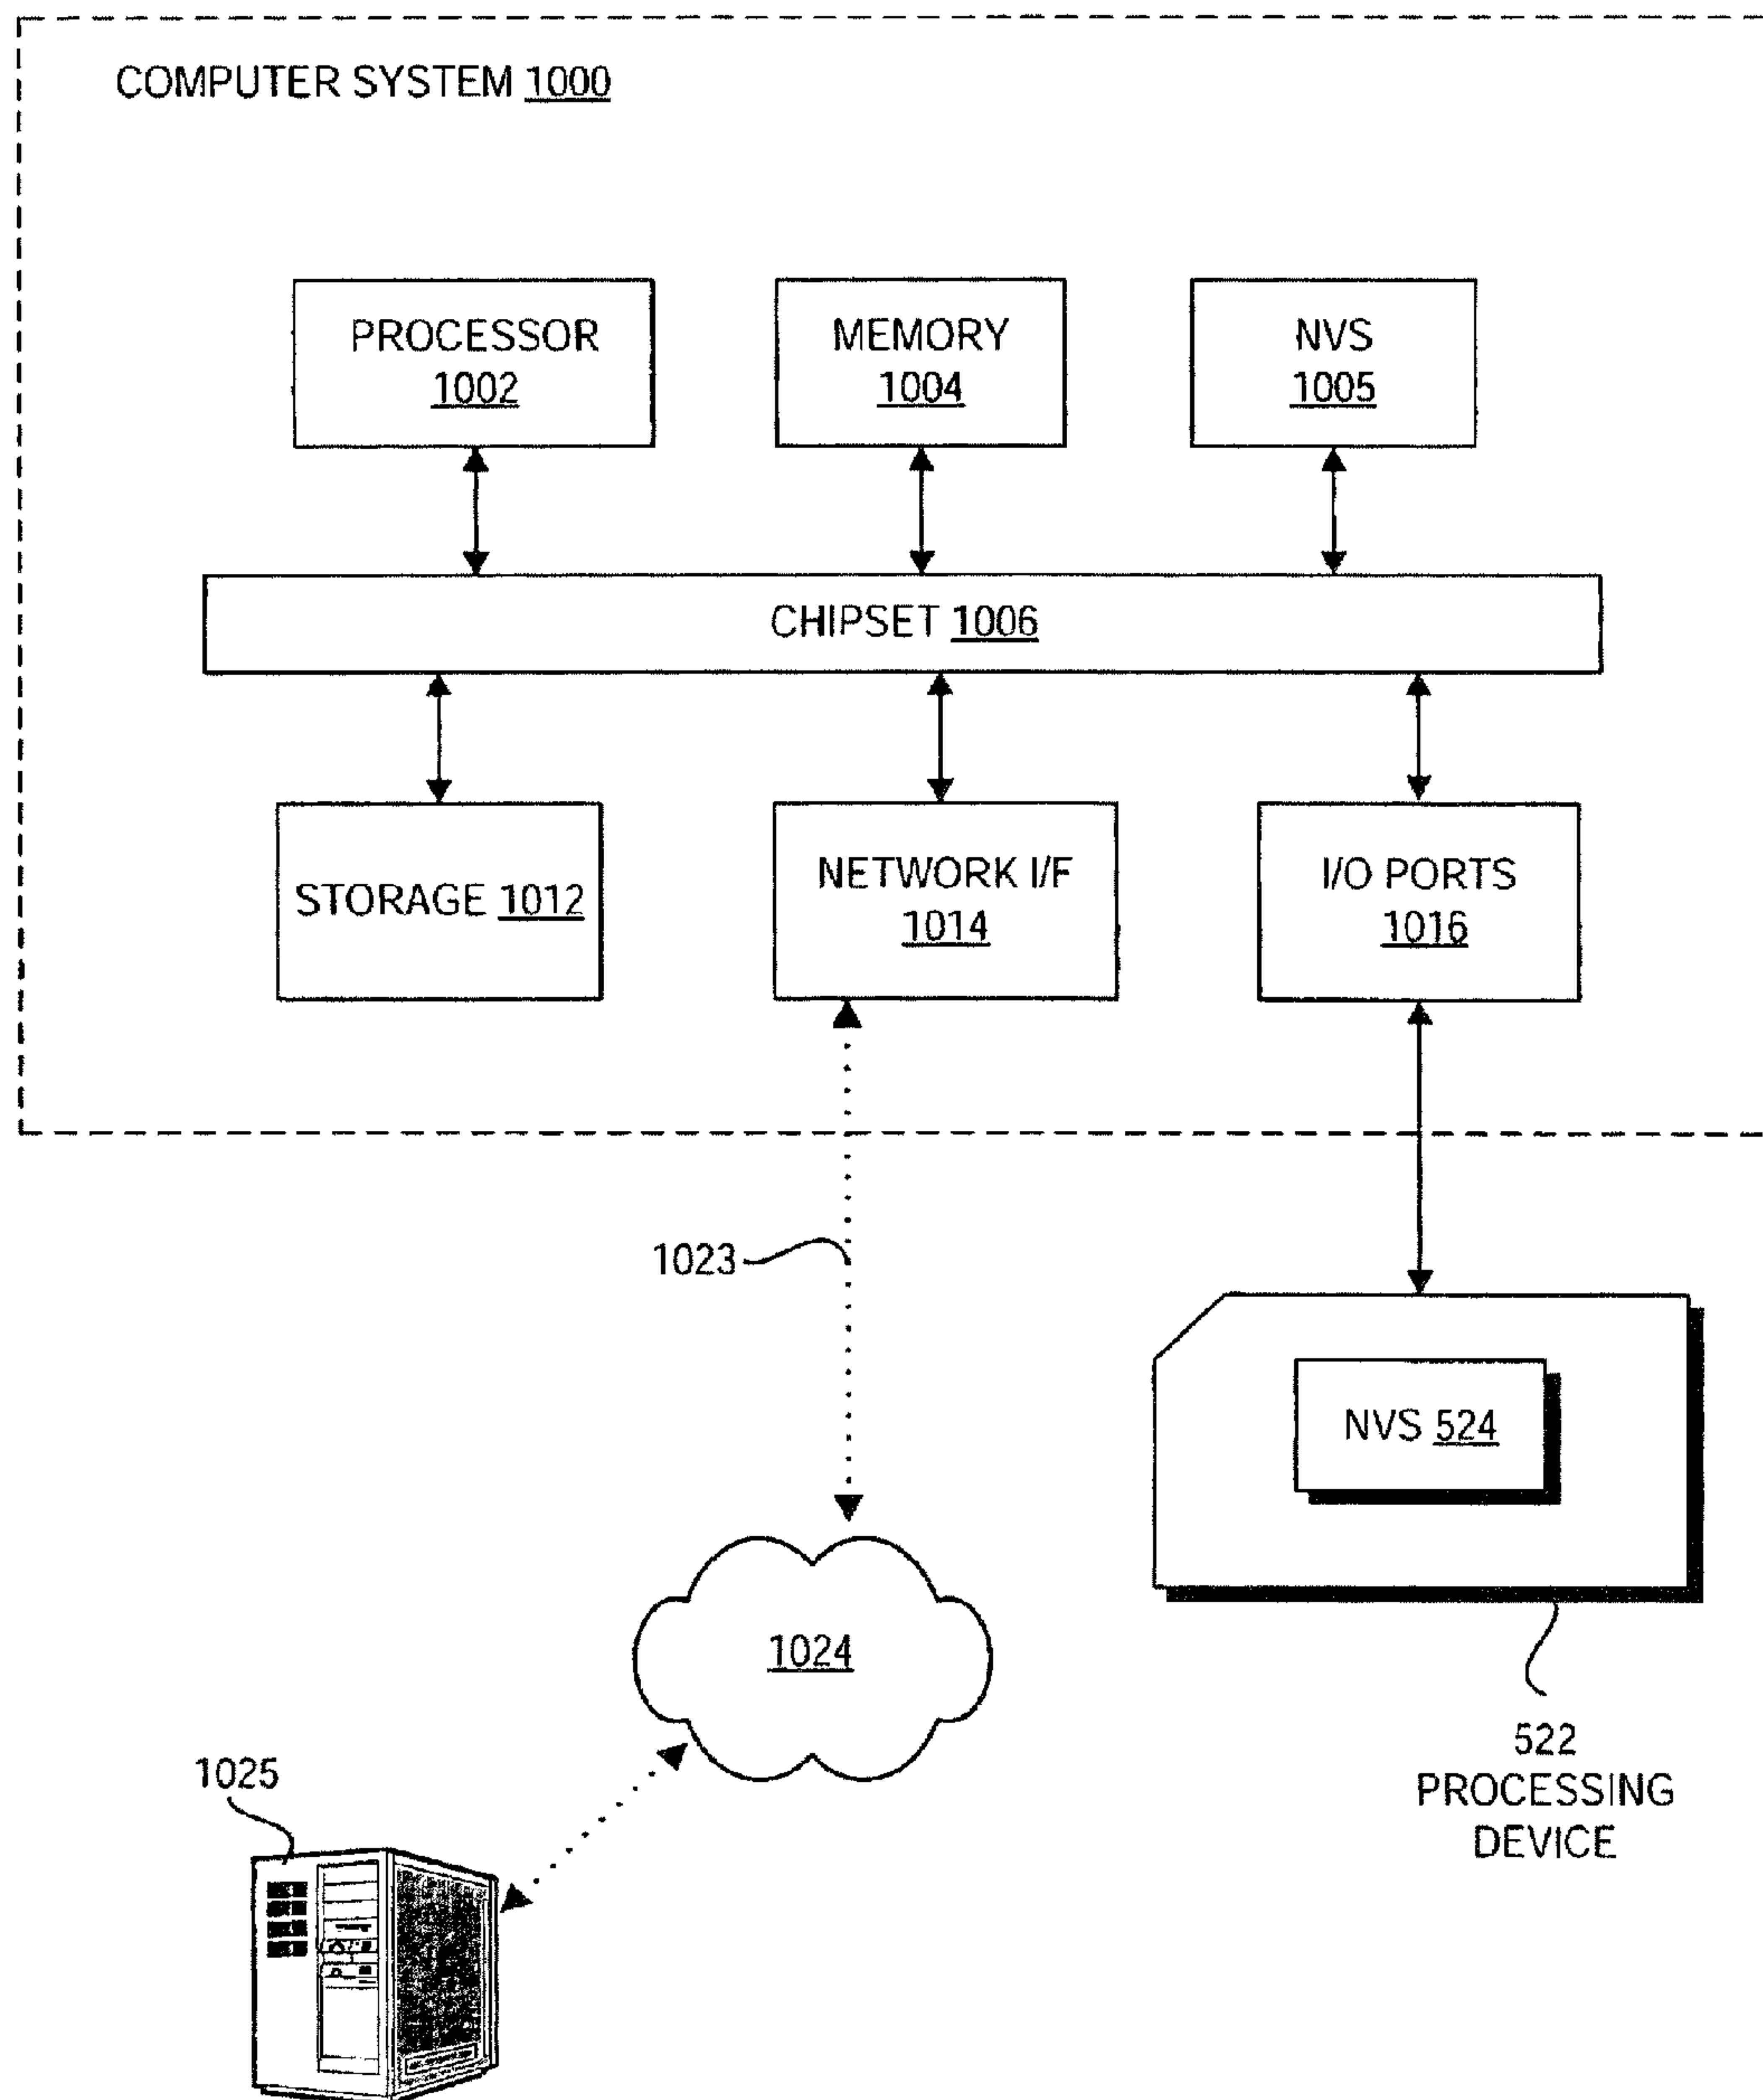 COMPUTER SYSTEM 1000
PROCESSOR
1002
MEMORY
1004
NVS
1005
CHIPSET 1006
STORAGE 1012
NETWORK I/F
1014
I/O PORTS
1016
1023
NVS 524
1024
522
PROCESSING
DEVICE
1025